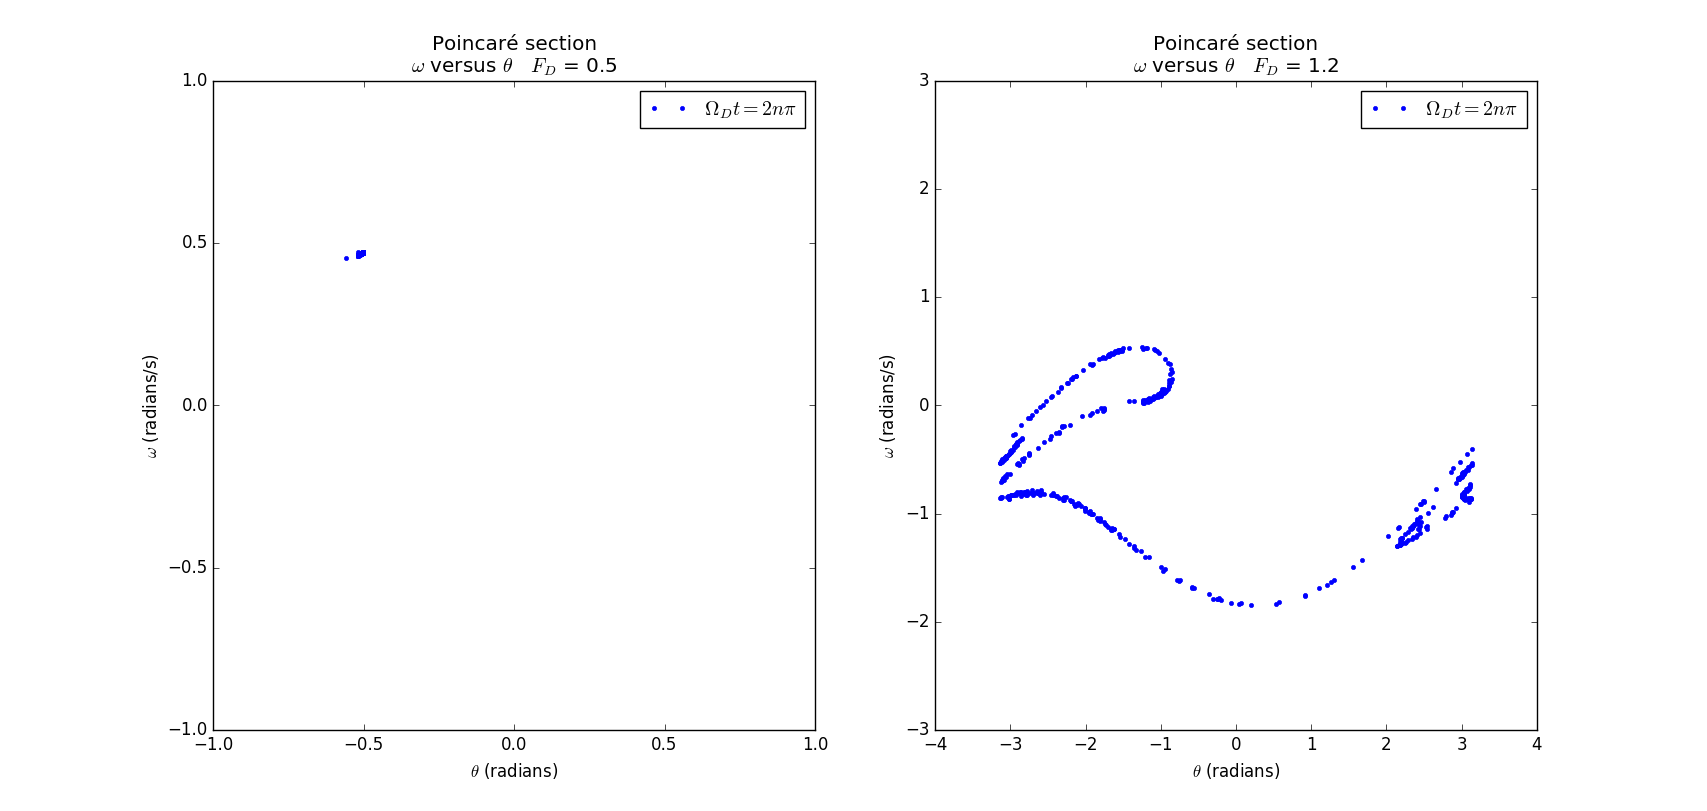 Poincaré section
ω versus θ F_D = 0.5
Ω_D t = 2nπ
1.0
0.5
0.0
−0.5
−1.0
ω (radians/s)
−1.0 −0.5 0.0 0.5 1.0
θ (radians)
Poincaré section
ω versus θ F_D = 1.2
Ω_D t = 2nπ
3
2
1
0
−1
−2
−3
ω (radians/s)
−4 −3 −2 −1 0 1 2 3 4
θ (radians)